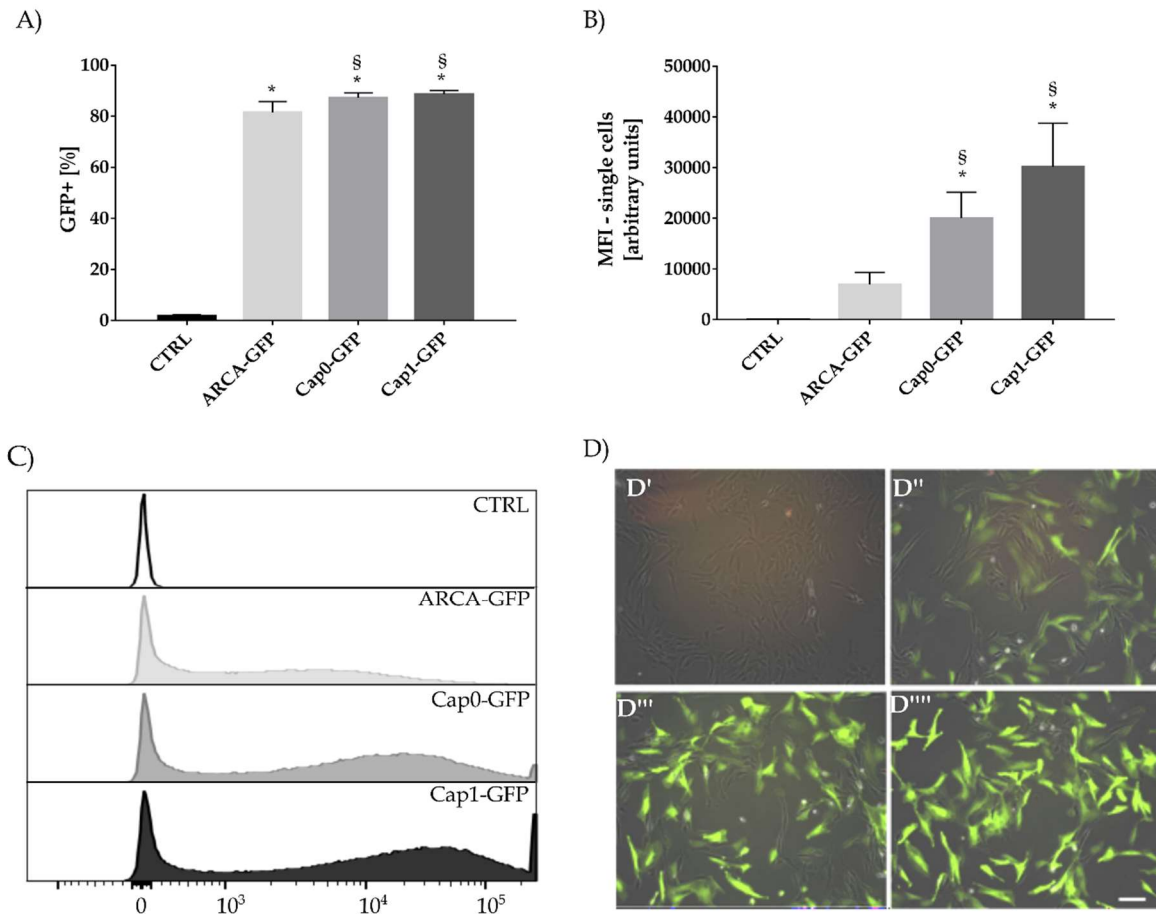 A)
GFP+ [%]
100
80
60
40
20
0
*
§
*
§
*
CTRL
ARCA-GFP
Cap0-GFP
Cap1-GFP
B)
MFI - single cells
[arbitrary units]
50000
40000
30000
20000
10000
0
§
*
§
*
CTRL
ARCA-GFP
Cap0-GFP
Cap1-GFP
C)
CTRL
ARCA-GFP
Cap0-GFP
Cap1-GFP
0 10³ 10⁴ 10⁵
D)
D'
D''
D'''
D''''